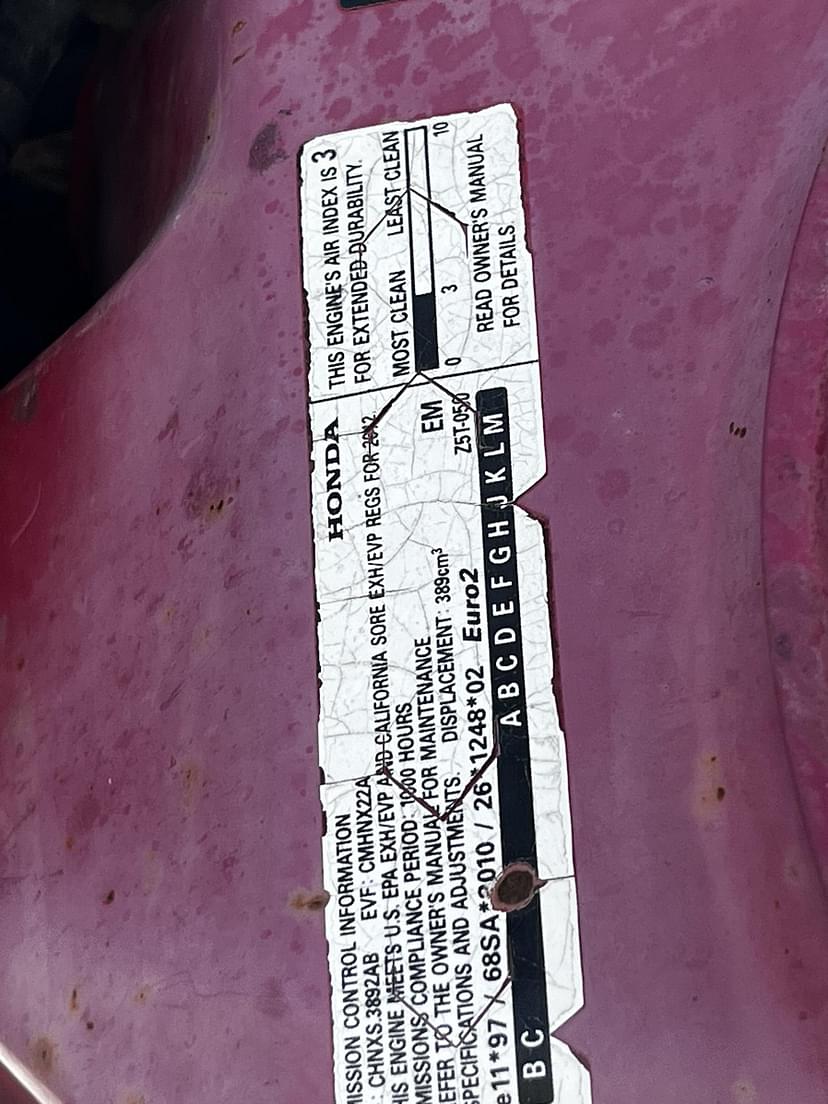 MISSION CONTROL INFORMATION HONDA
: CHNXS.3892AB EVF: CMHNX22A
HIS ENGINE MEETS U.S. EPA EXH/EVP AND CALIFORNIA SORE EXH/EVP REGS FOR 2012.
MISSIONS COMPLIANCE PERIOD: 1000 HOURS
EFER TO THE OWNER'S MANUAL FOR MAINTENANCE EM
SPECIFICATIONS AND ADJUSTMENTS. DISPLACEMENT: 389cm³ Z5T-0500
e11*97 / 68SA*2010 / 26*1248*02 Euro2
B C A B C D E F G H J K L M
THIS ENGINE'S AIR INDEX IS 3
FOR EXTENDED DURABILITY.
MOST CLEAN LEAST CLEAN
0 3 10
READ OWNER'S MANUAL
FOR DETAILS.